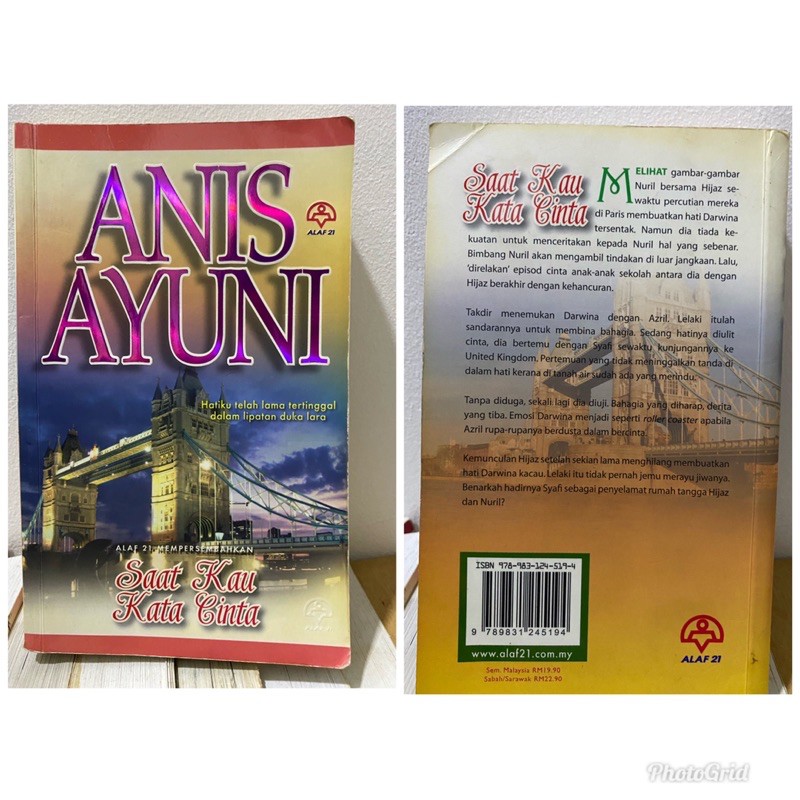 ANIS
AYUNI
ALAF 21
Hatiku telah lama tertinggal
dalam lipatan duka lara
ALAF 21 MEMPERSEMBAHKAN
Saat Kau
Kata Cinta
ALAF 21
Saat Kau
Kata Cinta
MELIHAT gambar-gambar
Nuril bersama Hijaz se-
waktu percutian mereka
di Paris membuatkan hati Darwina
tersentak. Namun dia tiada ke-
kuatan untuk menceritakan kepada Nuril hal yang sebenar.
Bimbang Nuril akan mengambil tindakan di luar jangkaan. Lalu,
'direlakan' episod cinta anak-anak sekolah antara dia dengan
Hijaz berakhir dengan kehancuran.
Takdir menemukan Darwina dengan Azril. Lelaki itulah
sandarannya untuk membina bahagia. Sedang hatinya diulit
cinta, dia bertemu dengan Syafi sewaktu kunjungannya ke
United Kingdom. Pertemuan yang tidak meninggalkan tanda di
dalam hati kerana di tanah air sudah ada yang merindu.
Tanpa diduga, sekali lagi dia diuji. Bahagia yang diharap, derita
yang tiba. Emosi Darwina menjadi seperti roller coaster apabila
Azril rupa-rupanya berdusta dalam bercinta.
Kemunculan Hijaz setelah sekian lama menghilang membuatkan
hati Darwina kacau. Lelaki itu tidak pernah jemu merayu jiwanya.
Benarkah hadirnya Syafi sebagai penyelamat rumah tangga Hijaz
dan Nuril?
ISBN 978-983-124-519-4
9 789831 245194
www.alaf21.com.my
Sem. Malaysia RM19.90
Sabah/Sarawak RM22.90
ALAF 21
PhotoGrid